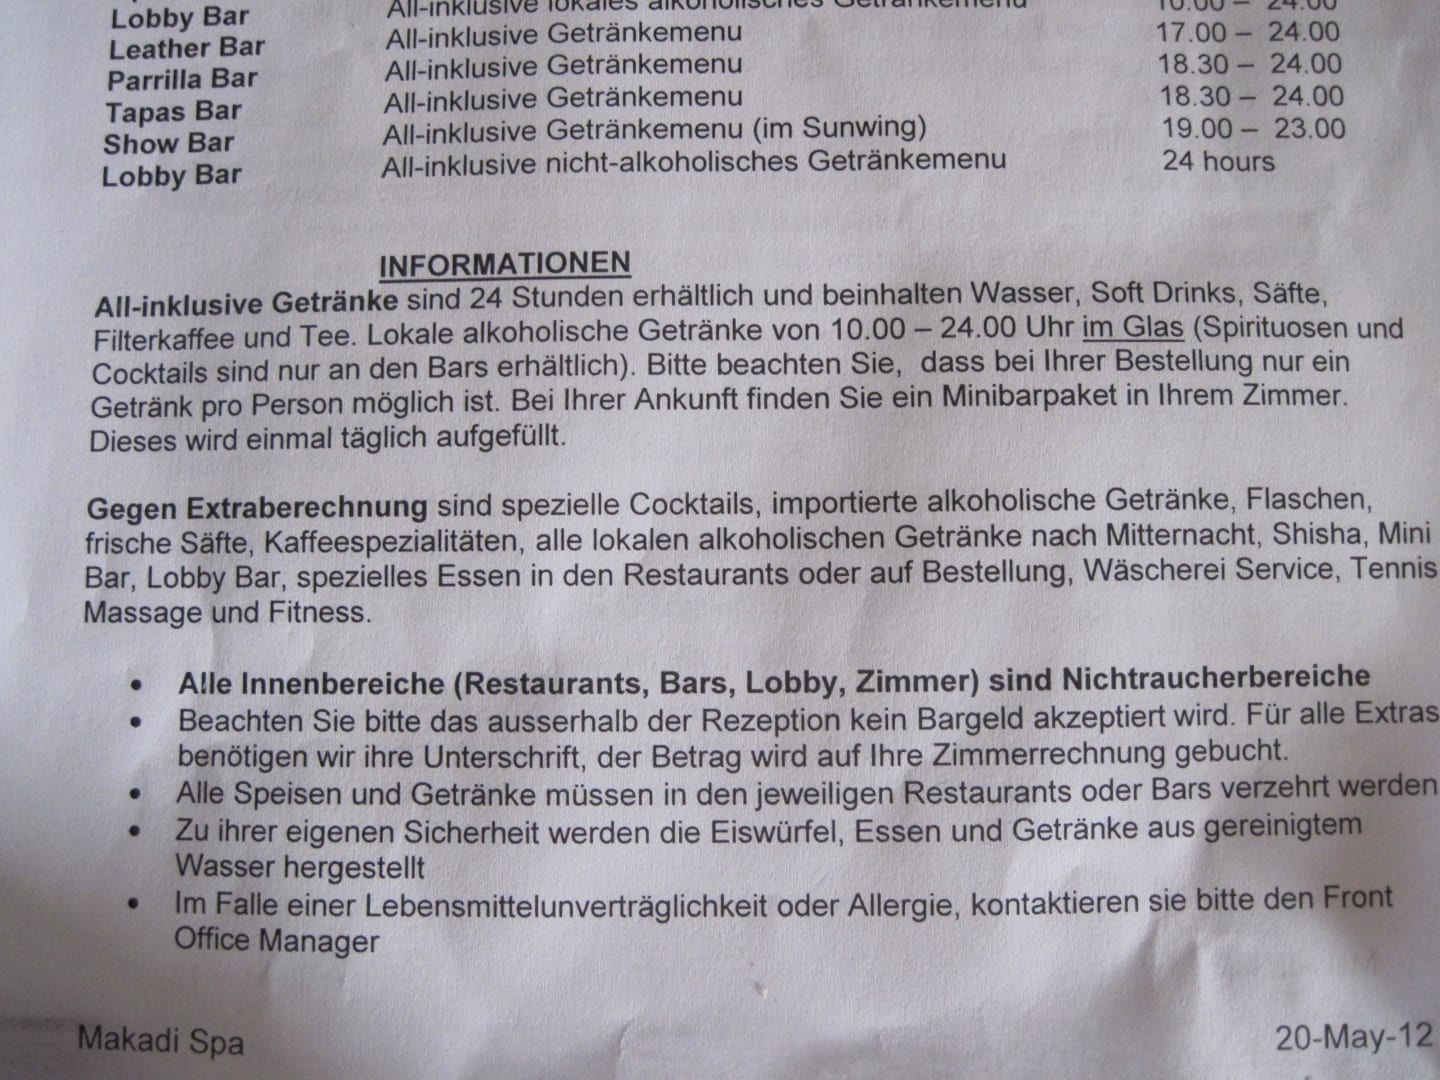 Lobby Bar All-inklusive lokales alkoholisches Getränkemenu 10.00 – 24.00
Leather Bar All-inklusive Getränkemenu 17.00 – 24.00
Parrilla Bar All-inklusive Getränkemenu 18.30 – 24.00
Tapas Bar All-inklusive Getränkemenu 18.30 – 24.00
Show Bar All-inklusive Getränkemenu (im Sunwing) 19.00 – 23.00
Lobby Bar All-inklusive nicht-alkoholisches Getränkemenu 24 hours
INFORMATIONEN
All-inklusive Getränke sind 24 Stunden erhältlich und beinhalten Wasser, Soft Drinks, Säfte,
Filterkaffee und Tee. Lokale alkoholische Getränke von 10.00 – 24.00 Uhr im Glas (Spirituosen und
Cocktails sind nur an den Bars erhältlich). Bitte beachten Sie, dass bei Ihrer Bestellung nur ein
Getränk pro Person möglich ist. Bei Ihrer Ankunft finden Sie ein Minibarpaket in Ihrem Zimmer.
Dieses wird einmal täglich aufgefüllt.
Gegen Extraberechnung sind spezielle Cocktails, importierte alkoholische Getränke, Flaschen,
frische Säfte, Kaffeespezialitäten, alle lokalen alkoholischen Getränke nach Mitternacht, Shisha, Mini
Bar, Lobby Bar, spezielles Essen in den Restaurants oder auf Bestellung, Wäscherei Service, Tennis
Massage und Fitness.
• Alle Innenbereiche (Restaurants, Bars, Lobby, Zimmer) sind Nichtraucherbereiche
• Beachten Sie bitte das ausserhalb der Rezeption kein Bargeld akzeptiert wird. Für alle Extras
benötigen wir ihre Unterschrift, der Betrag wird auf Ihre Zimmerrechnung gebucht.
• Alle Speisen und Getränke müssen in den jeweiligen Restaurants oder Bars verzehrt werden
• Zu ihrer eigenen Sicherheit werden die Eiswürfel, Essen und Getränke aus gereinigtem
Wasser hergestellt
• Im Falle einer Lebensmittelunverträglichkeit oder Allergie, kontaktieren sie bitte den Front
Office Manager
Makadi Spa 20-May-12